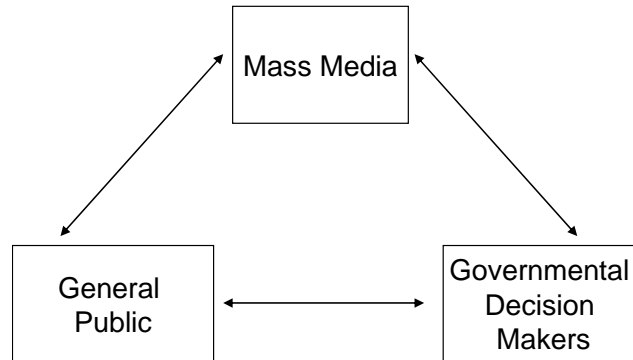 Mass Media
General
Public
Governmental
Decision
Makers